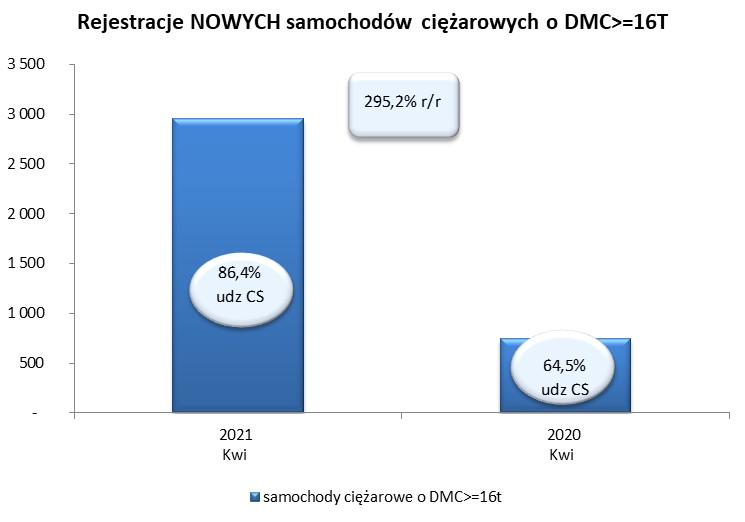 Rejestracje NOWYCH samochodów ciężarowych o DMC>=16T
3 500
3 000
2 500
2 000
1 500
1 000
500
-
295,2% r/r
86,4%
udz CS
64,5%
udz CS
2021
Kwi
2020
Kwi
samochody ciężarowe o DMC>=16t